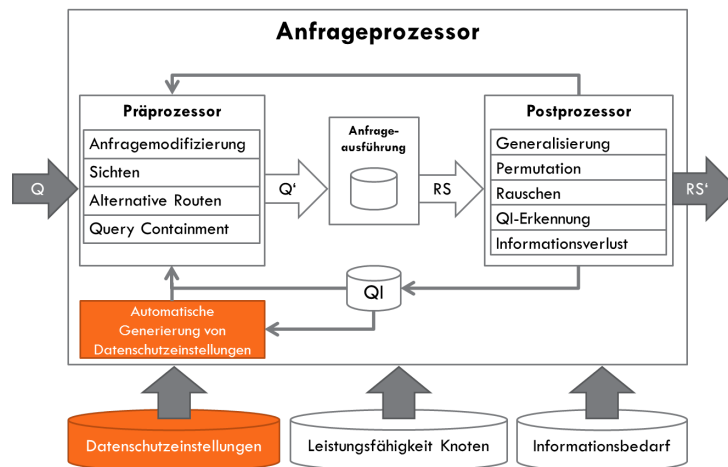 Anfrageprozessor
Präprozessor
Anfragemodifizierung
Sichten
Alternative Routen
Query Containment
Anfrage-
ausführung
Postprozessor
Generalisierung
Permutation
Rauschen
QI-Erkennung
Informationsverlust
Q
Q‘
RS
RS‘
QI
Automatische
Generierung von
Datenschutzeinstellungen
Datenschutzeinstellungen
Leistungsfähigkeit Knoten
Informationsbedarf